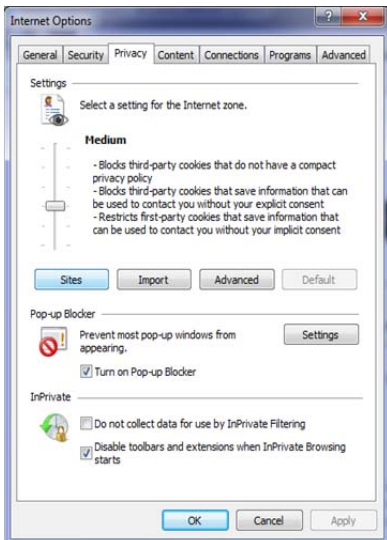 Internet Options
General Security Privacy Content Connections Programs Advanced
Settings
Select a setting for the Internet zone.
Medium
- Blocks third-party cookies that do not have a compact
privacy policy
- Blocks third-party cookies that save information that can
be used to contact you without your explicit consent
- Restricts first-party cookies that save information that
can be used to contact you without your implicit consent
Sites Import Advanced Default
Pop-up Blocker
Prevent most pop-up windows from
appearing.
Settings
Turn on Pop-up Blocker
InPrivate
Do not collect data for use by InPrivate Filtering
Disable toolbars and extensions when InPrivate Browsing
starts
OK Cancel Apply